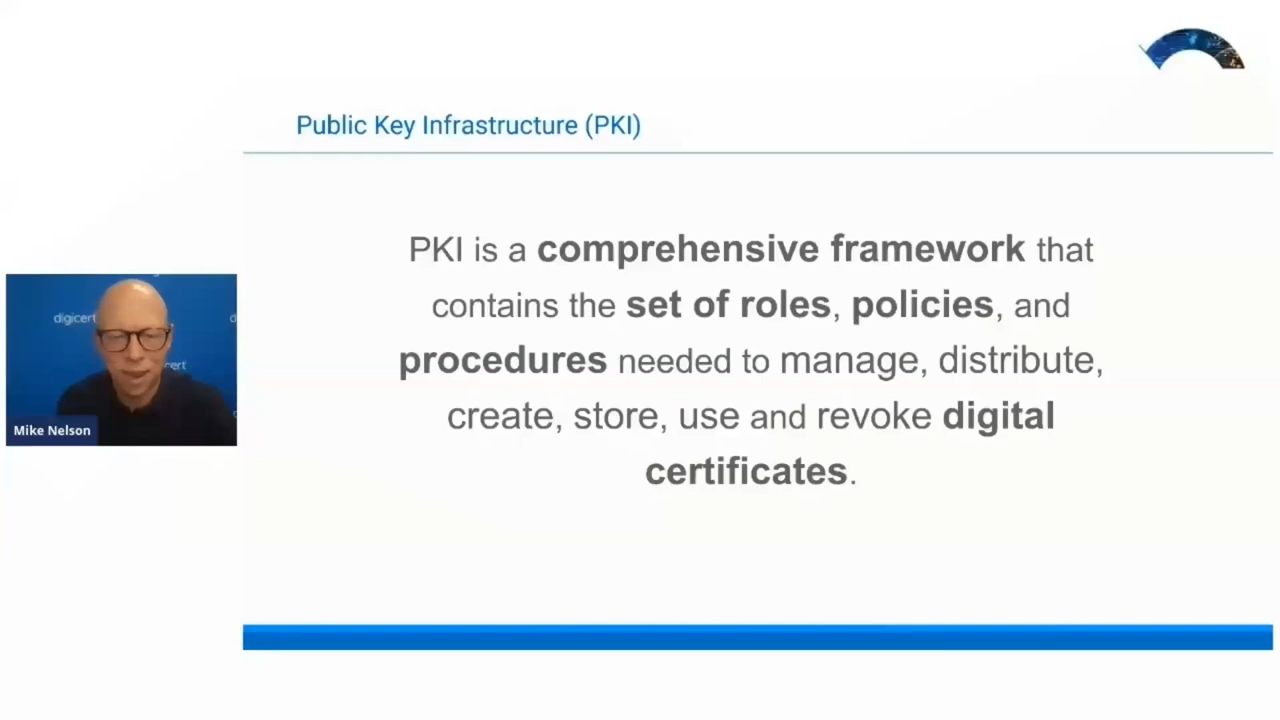 Public Key Infrastructure (PKI)
PKI is a comprehensive framework that
contains the set of roles, policies, and
procedures needed to manage, distribute,
create, store, use and revoke digital
certificates.
digicert
cert
Mike Nelson